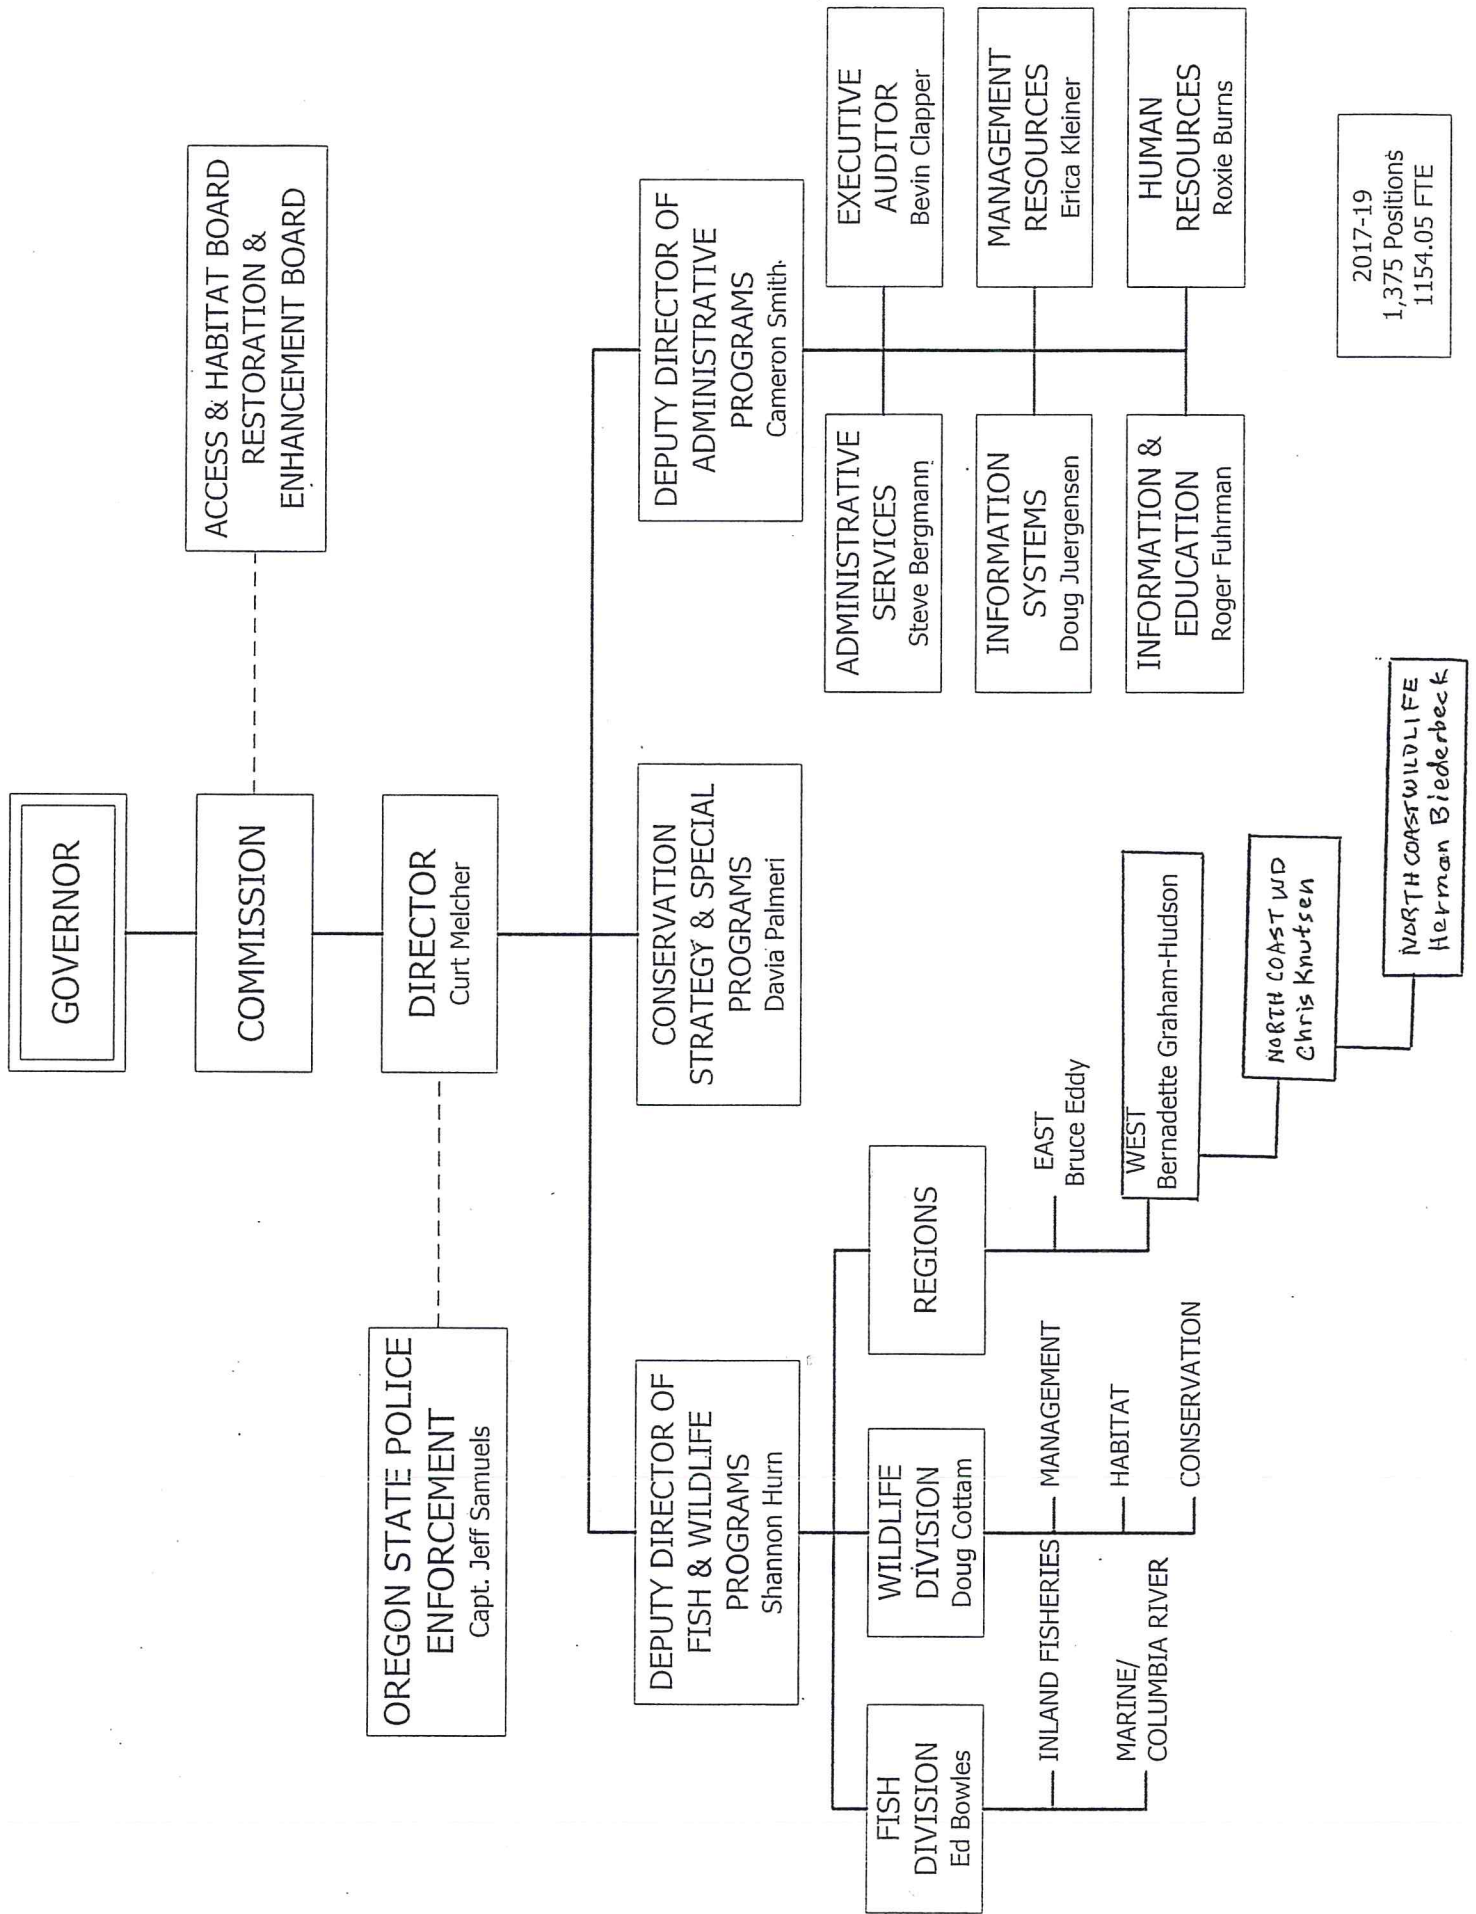 GOVERNOR
COMMISSION
ACCESS & HABITAT BOARD
RESTORATION &
ENHANCEMENT BOARD
DIRECTOR
Curt Melcher
OREGON STATE POLICE
ENFORCEMENT
Capt. Jeff Samuels
DEPUTY DIRECTOR OF
FISH & WILDLIFE
PROGRAMS
Shannon Hurn
CONSERVATION
STRATEGY & SPECIAL
PROGRAMS
Davia Palmeri
DEPUTY DIRECTOR OF
ADMINISTRATIVE
PROGRAMS
Cameron Smith
FISH
DIVISION
Ed Bowles
INLAND FISHERIES
MARINE/
COLUMBIA RIVER
WILDLIFE
DIVISION
Doug Cottam
MANAGEMENT
HABITAT
CONSERVATION
REGIONS
EAST
Bruce Eddy
WEST
Bernadette Graham-Hudson
NORTH COAST WD
Chris Knutsen
NORTH COAST WILDLIFE
Herman Biederbeck
ADMINISTRATIVE
SERVICES
Steve Bergmann
EXECUTIVE
AUDITOR
Bevin Clapper
INFORMATION
SYSTEMS
Doug Juergensen
MANAGEMENT
RESOURCES
Erica Kleiner
INFORMATION &
EDUCATION
Roger Fuhrman
HUMAN
RESOURCES
Roxie Burns
2017-19
1,375 Positions
1154.05 FTE